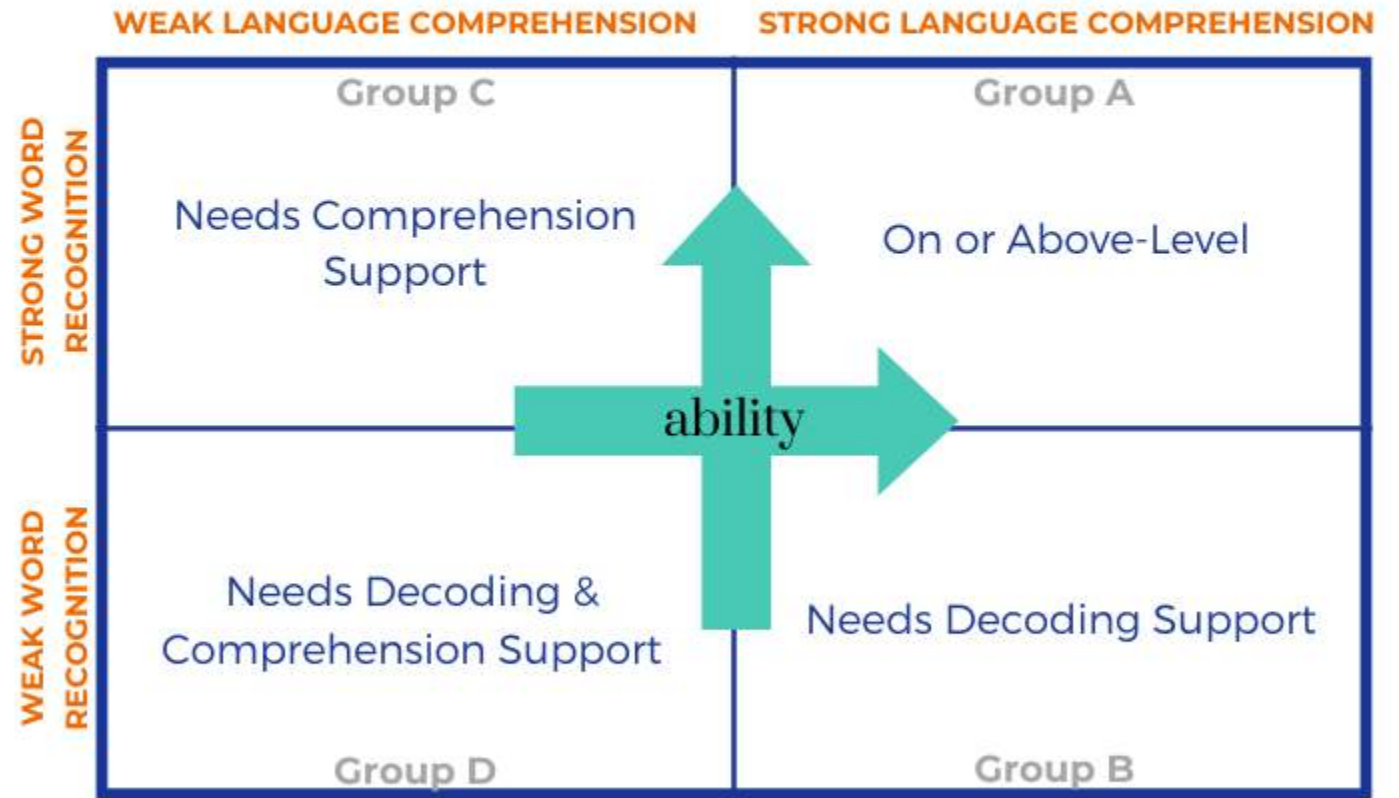 WEAK LANGUAGE COMPREHENSION
STRONG LANGUAGE COMPREHENSION
STRONG WORD
RECOGNITION
Group C
Needs Comprehension
Support
Group A
On or Above-Level
ability
WEAK WORD
RECOGNITION
Needs Decoding &
Comprehension Support
Group D
Needs Decoding Support
Group B